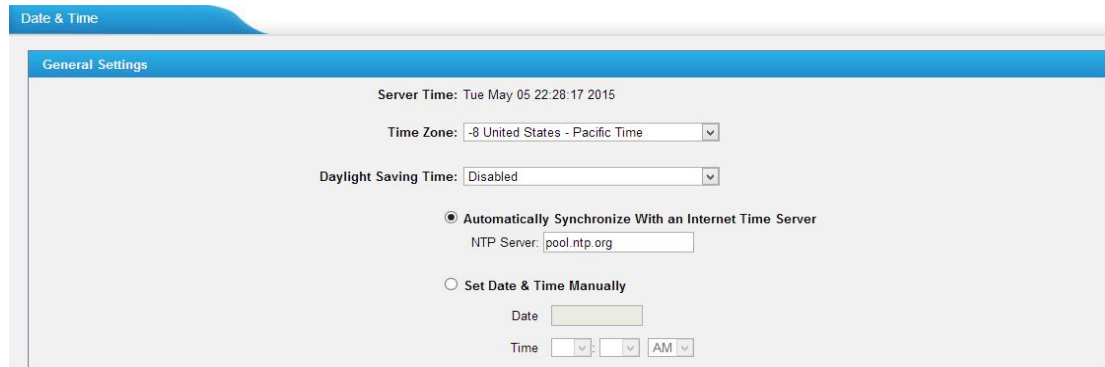 Date & Time
General Settings
Server Time: Tue May 05 22:28:17 2015
Time Zone: -8 United States - Pacific Time
Daylight Saving Time: Disabled
Automatically Synchronize With an Internet Time Server
NTP Server: pool.ntp.org
Set Date & Time Manually
Date
Time : AM